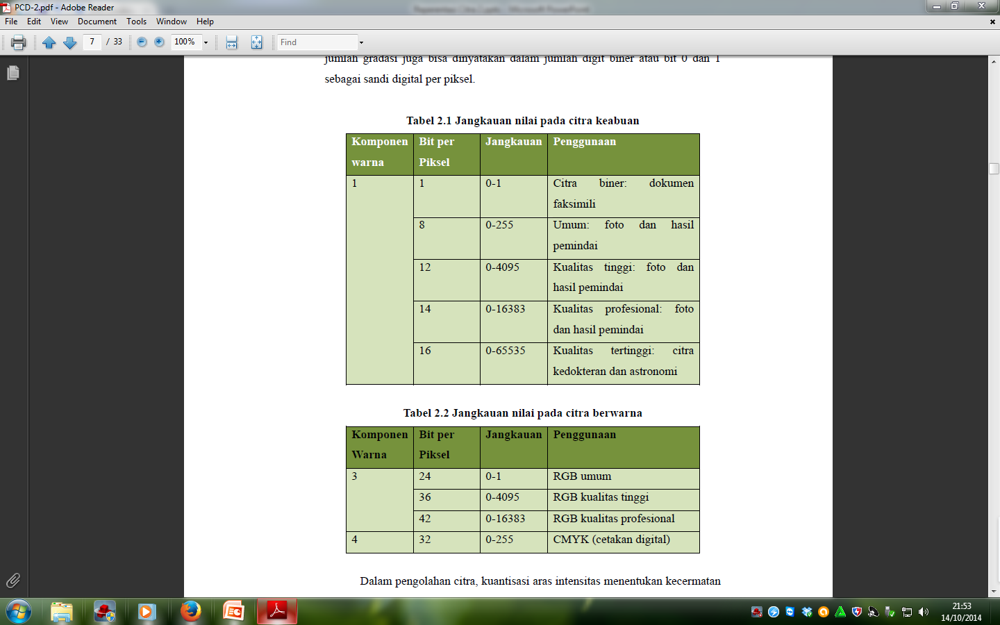 PCD-2.pdf - Adobe Reader
File Edit View Document Tools Window Help
7 / 33 100% Find
jumlah gradasi juga bisa dinyatakan dalam jumlah digit biner atau bit 0 dan 1
sebagai sandi digital per piksel.
Tabel 2.1 Jangkauan nilai pada citra keabuan
Komponen Bit per Jangkauan Penggunaan
warna Piksel
1 1 0-1 Citra biner: dokumen
faksimili
8 0-255 Umum: foto dan hasil
pemindai
12 0-4095 Kualitas tinggi: foto dan
hasil pemindai
14 0-16383 Kualitas profesional: foto
dan hasil pemindai
16 0-65535 Kualitas tertinggi: citra
kedokteran dan astronomi
Tabel 2.2 Jangkauan nilai pada citra berwarna
Komponen Bit per Jangkauan Penggunaan
Warna Piksel
3 24 0-1 RGB umum
36 0-4095 RGB kualitas tinggi
42 0-16383 RGB kualitas profesional
4 32 0-255 CMYK (cetakan digital)
Dalam pengolahan citra, kuantisasi aras intensitas menentukan kecermatan
21:53
14/10/2014